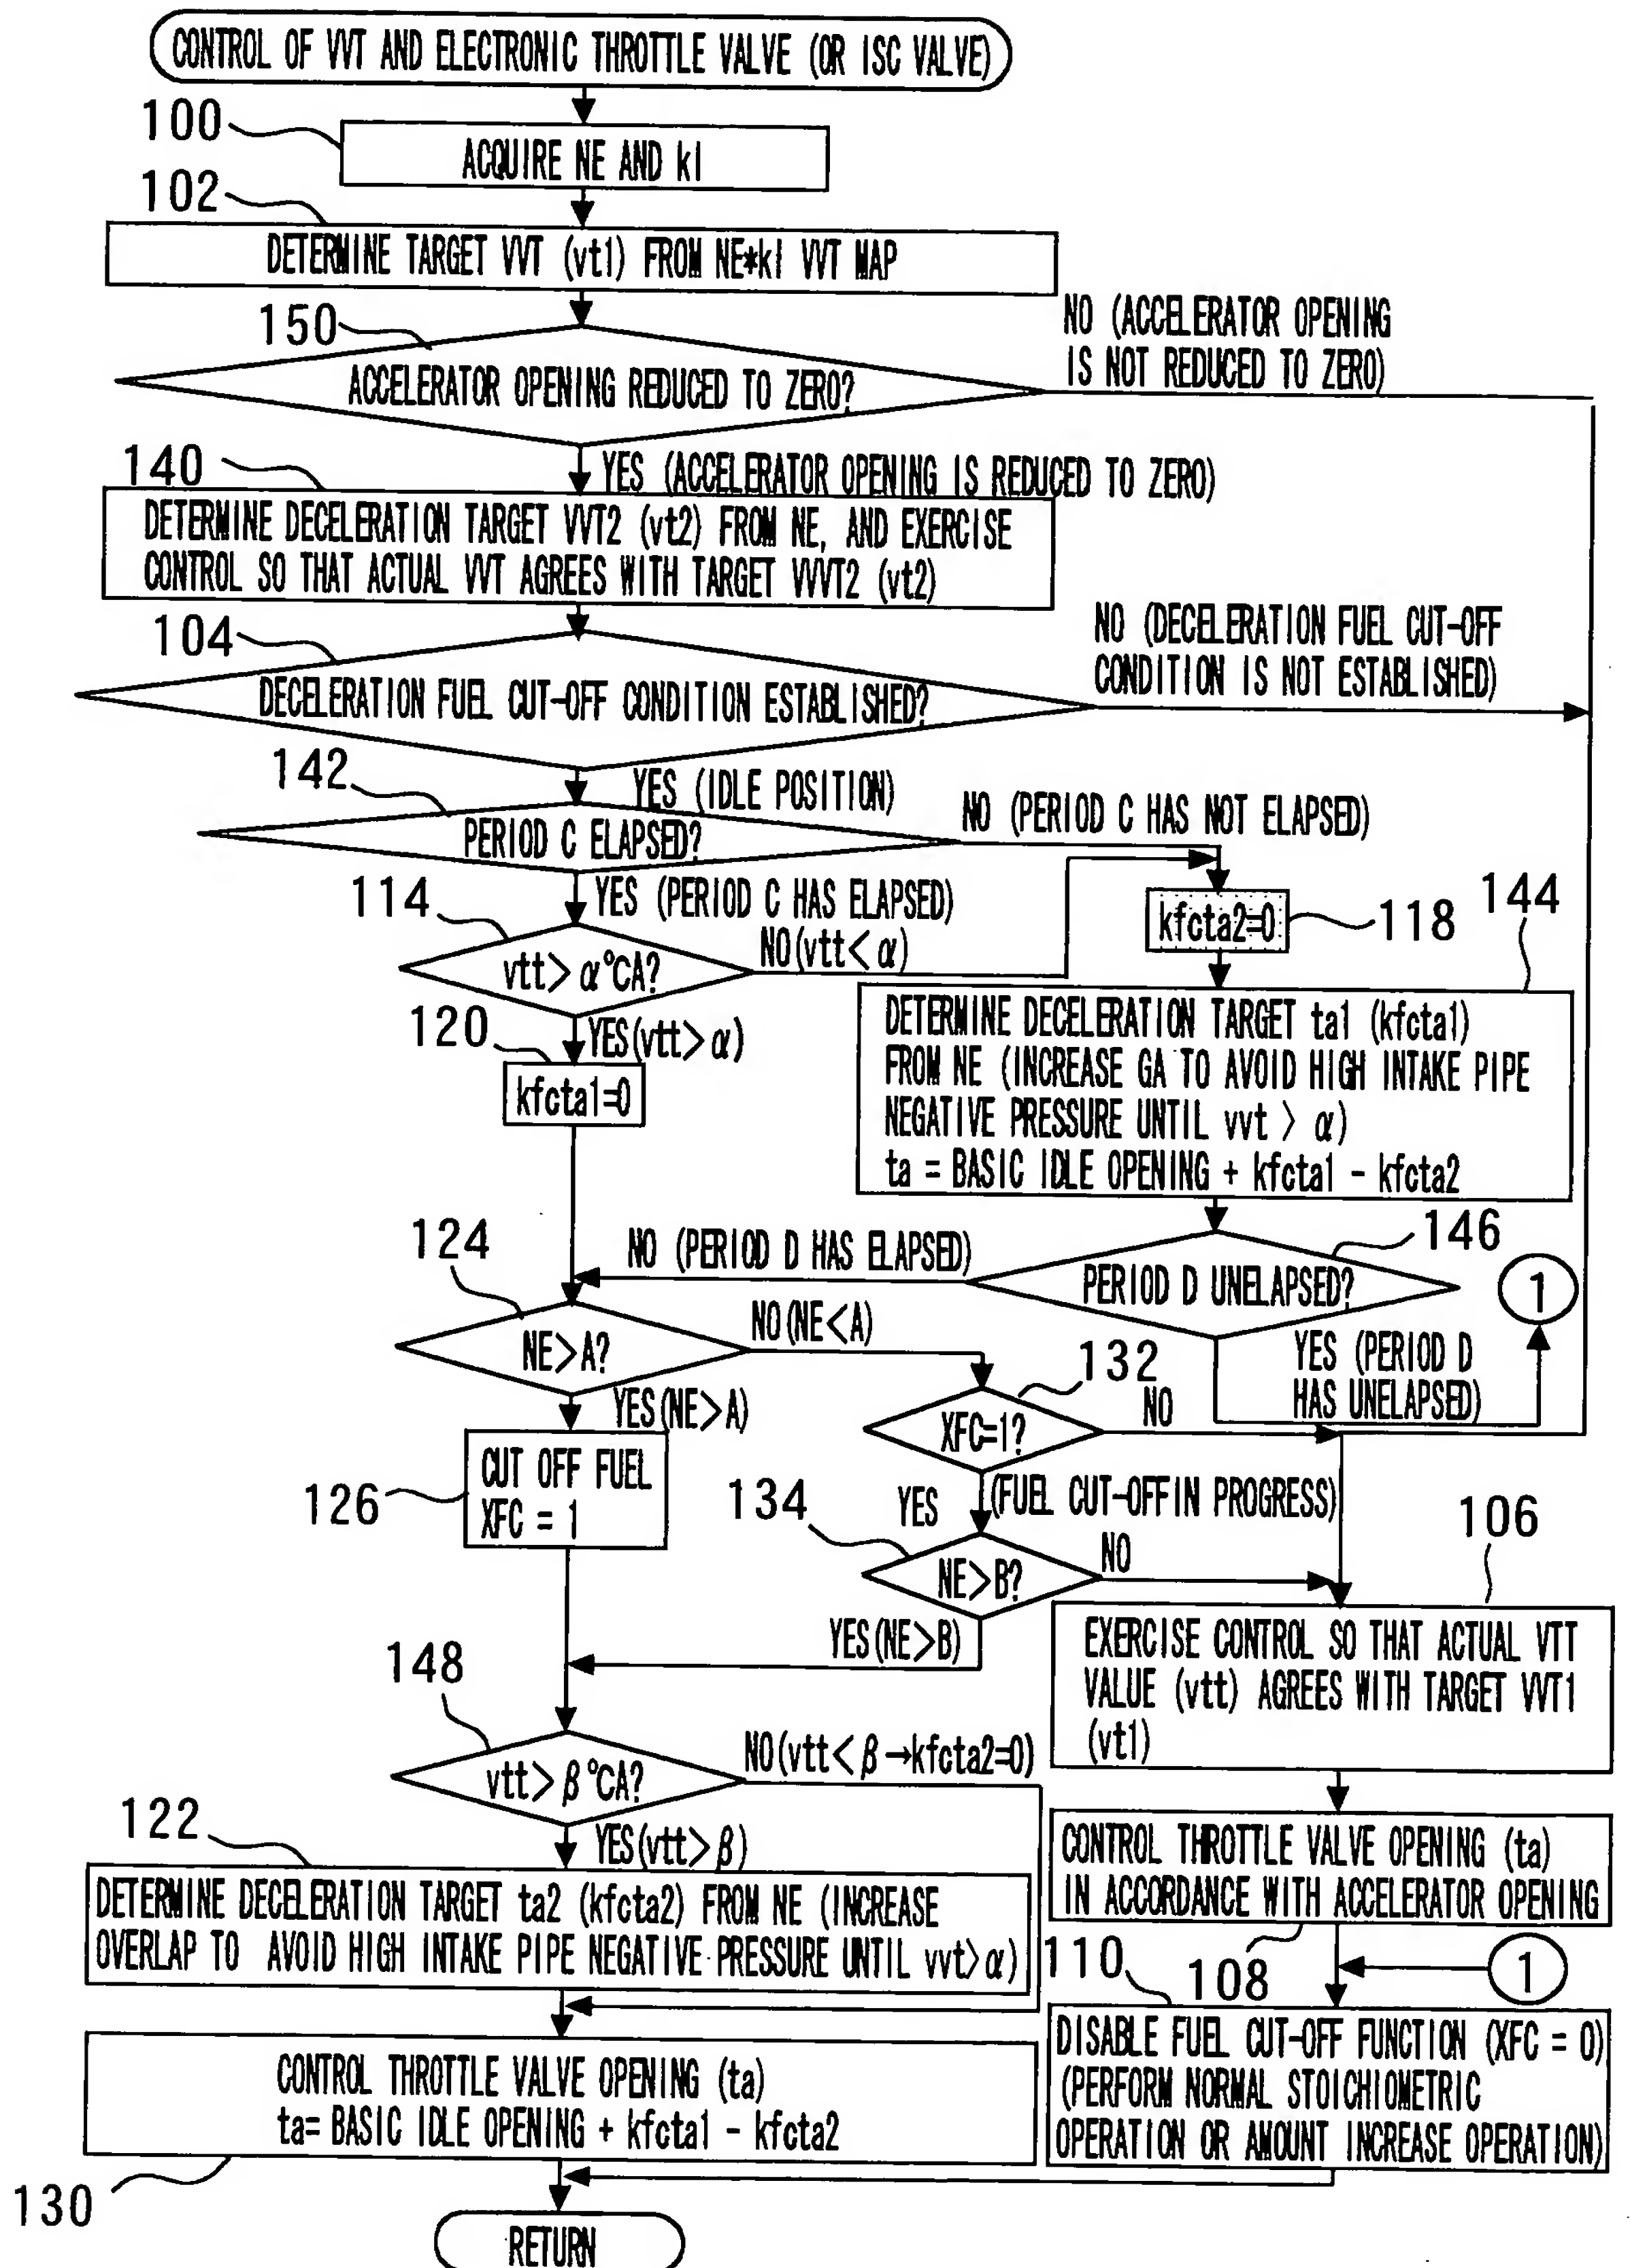 CONTROL OF VVT AND ELECTRONIC THROTTLE VALVE (OR ISC VALVE)
100
ACQUIRE NE AND kl
102
DETERMINE TARGET VVT (vt1) FROM NE*kl VVT MAP
150
ACCELERATOR OPENING REDUCED TO ZERO?
NO (ACCELERATOR OPENING
IS NOT REDUCED TO ZERO)
YES (ACCELERATOR OPENING IS REDUCED TO ZERO)
140
DETERMINE DECELERATION TARGET VVT2 (vt2) FROM NE, AND EXERCISE
CONTROL SO THAT ACTUAL VVT AGREES WITH TARGET VVVT2 (vt2)
104
DECELERATION FUEL CUT-OFF CONDITION ESTABLISHED?
NO (DECELERATION FUEL CUT-OFF
CONDITION IS NOT ESTABLISHED)
YES (IDLE POSITION)
142
PERIOD C ELAPSED?
NO (PERIOD C HAS NOT ELAPSED)
YES (PERIOD C HAS ELAPSED)
114
vtt> α°CA?
NO(vtt< α)
YES(vtt>α)
kfcta2=0
118
144
120
kfcta1=0
DETERMINE DECELERATION TARGET ta1 (kfcta1)
FROM NE (INCREASE GA TO AVOID HIGH INTAKE PIPE
NEGATIVE PRESSURE UNTIL vvt > α)
ta = BASIC IDLE OPENING + kfcta1 - kfcta2
146
PERIOD D UNELAPSED?
NO (PERIOD D HAS ELAPSED)
YES (PERIOD D
HAS UNELAPSED)
1
124
NE>A?
NO(NE<A)
YES(NE>A)
132
XFC=1?
NO
YES (FUEL CUT-OFF IN PROGRESS)
126
CUT OFF FUEL
XFC = 1
134
NE>B?
NO
YES(NE>B)
106
EXERCISE CONTROL SO THAT ACTUAL VTT
VALUE (vtt) AGREES WITH TARGET VVT1
(vt1)
148
vtt> β°CA?
NO(vtt< β→kfcta2=0)
YES(vtt>β)
122
DETERMINE DECELERATION TARGET ta2 (kfcta2) FROM NE (INCREASE
OVERLAP TO AVOID HIGH INTAKE PIPE NEGATIVE PRESSURE UNTIL vvt>α)
CONTROL THROTTLE VALVE OPENING (ta)
IN ACCORDANCE WITH ACCELERATOR OPENING
108
1
110
DISABLE FUEL CUT-OFF FUNCTION (XFC = 0)
(PERFORM NORMAL STOICHIOMETRIC
OPERATION OR AMOUNT INCREASE OPERATION)
CONTROL THROTTLE VALVE OPENING (ta)
ta= BASIC IDLE OPENING + kfcta1 - kfcta2
130
RETURN